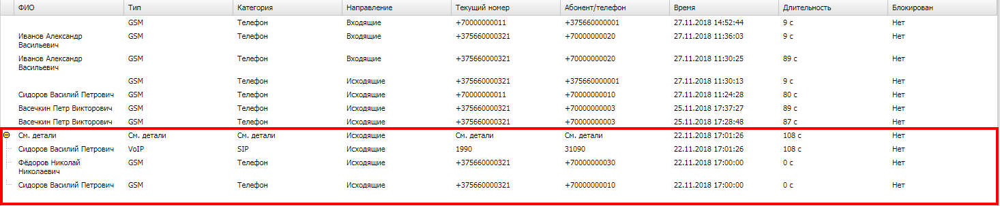 ФИО Тип Категория Направление Текущий номер Абонент/телефон Время Длительность Блокирован
GSM Телефон Входящие +70000000011 +375660000001 27.11.2018 14:52:44 9 с Нет
Иванов Александр GSM Телефон Входящие +375660000321 +70000000020 27.11.2018 11:36:03 9 с Нет
Васильевич
Иванов Александр GSM Телефон Входящие +375660000321 +70000000020 27.11.2018 11:30:25 89 с Нет
Васильевич
GSM Телефон Исходящие +375660000321 +375660000001 27.11.2018 11:30:13 9 с Нет
Сидоров Василий Петрович GSM Телефон Исходящие +70000000011 +70000000010 27.11.2018 11:24:28 80 с Нет
Васечкин Петр Викторович GSM Телефон Исходящие +375660000321 +70000000003 25.11.2018 17:37:27 89 с Нет
Васечкин Петр Викторович GSM Телефон Исходящие +375660000321 +70000000003 25.11.2018 17:28:48 87 с Нет
См. детали См. детали См. детали Исходящие См. детали См. детали 22.11.2018 17:01:26 108 с Нет
Сидоров Василий Петрович VoIP SIP Исходящие 1990 31090 22.11.2018 17:01:26 108 с Нет
Фёдоров Николай GSM Телефон Исходящие +375660000321 +70000000030 22.11.2018 17:00:00 0 с Нет
Николаевич
Сидоров Василий Петрович GSM Телефон Исходящие +375660000321 +70000000010 22.11.2018 17:00:00 0 с Нет